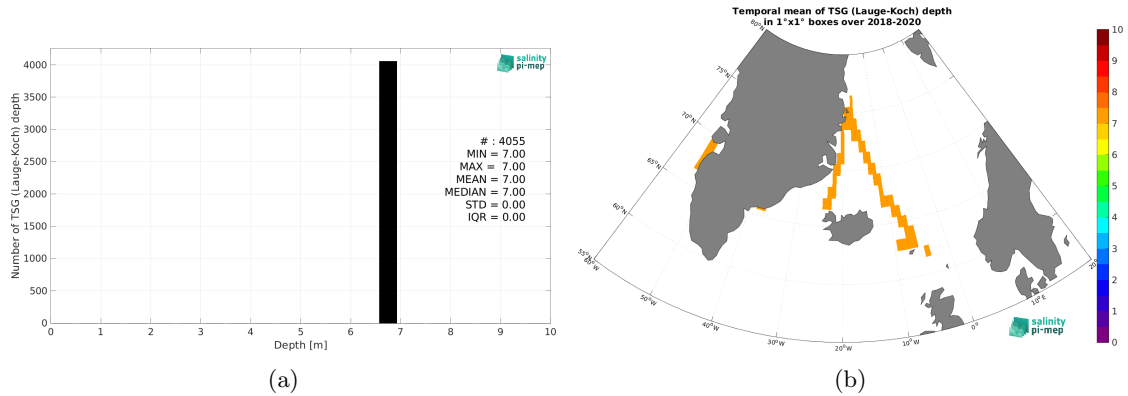 Number of TSG (Lauge-Koch) depth
4000
3500
3000
2500
2000
1500
1000
500
0
salinity
pi-mep
# : 4055
MIN = 7.00
MAX = 7.00
MEAN = 7.00
MEDIAN = 7.00
STD = 0.00
IQR = 0.00
0 1 2 3 4 5 6 7 8 9 10
Depth [m]
(a)
Temporal mean of TSG (Lauge-Koch) depth
in 1°x1° boxes over 2018-2020
80°N
75°N
70°N
65°N
60°N
55°N
60°W
50°W
40°W
30°W
20°W
10°W
0°
10°E
salinity
pi-mep
10
9
8
7
6
5
4
3
2
1
0
(b)